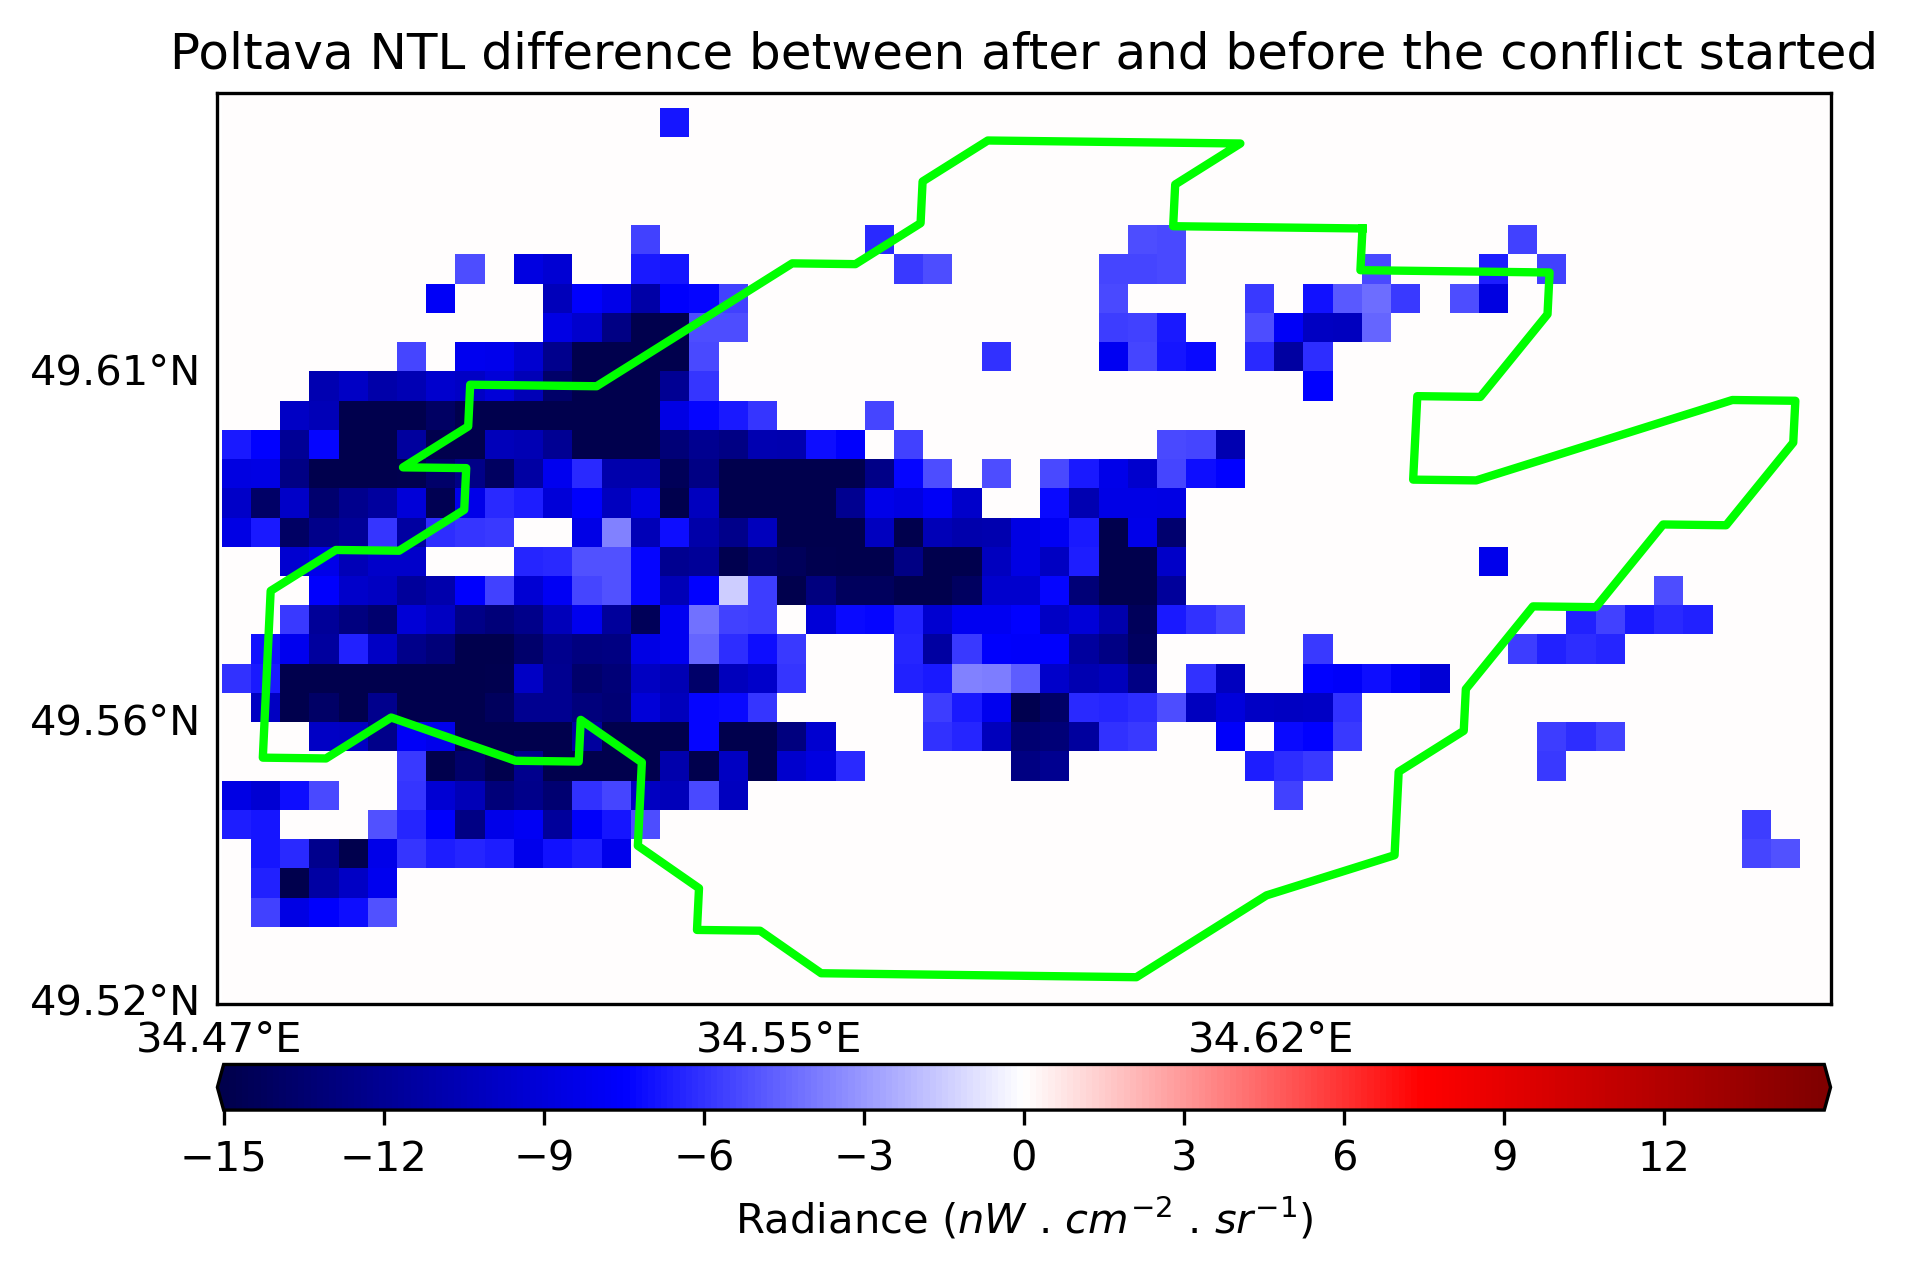 Poltava NTL difference between after and before the conflict started
49.61°N
49.56°N
49.52°N
34.47°E 34.55°E 34.62°E
−15 −12 −9 −6 −3 0 3 6 9 12
Radiance (nW . cm⁻² . sr⁻¹)